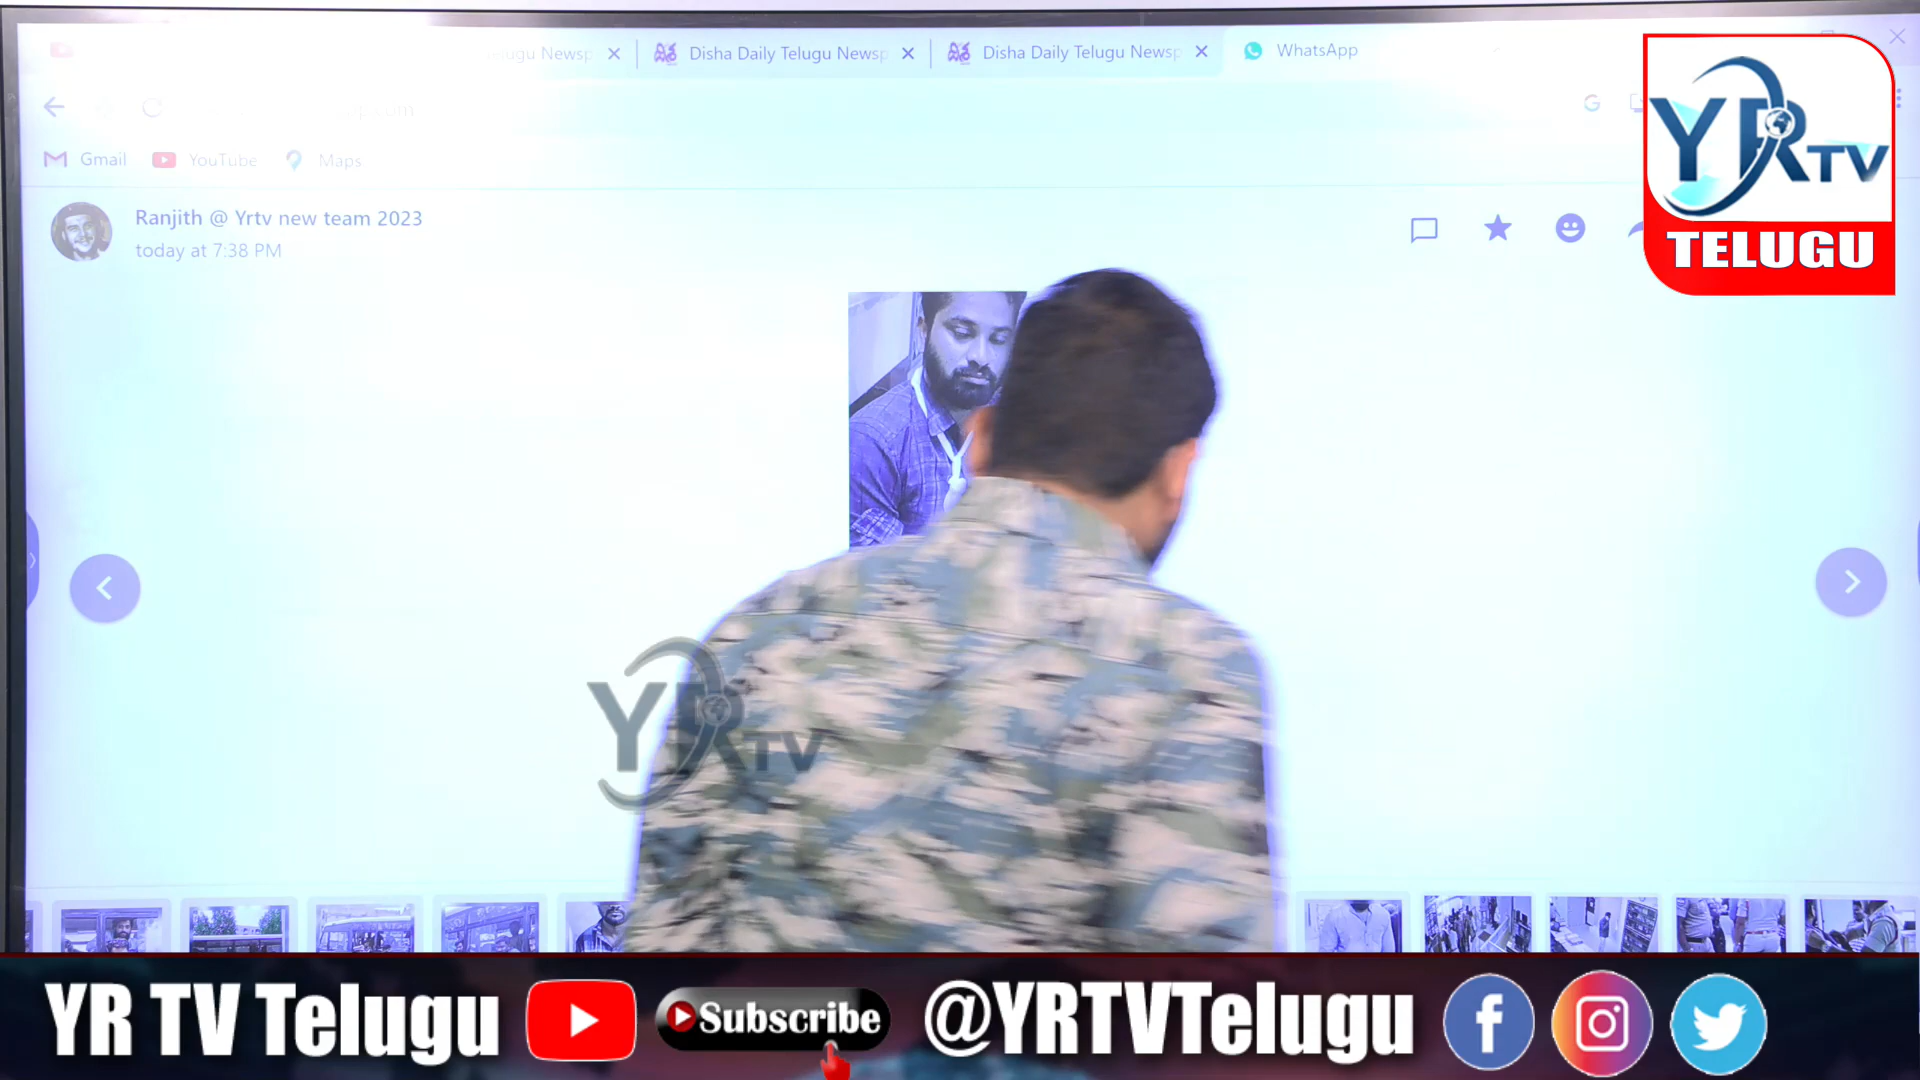 ugu Newsp
Disha Daily Telugu Newsp
Disha Daily Telugu Newsp
WhatsApp
Gmail
YouTube
Maps
Ranjith @ Yrtv new team 2023
today at 7:38 PM
YRTV
TELUGU
YRTV
YR TV Telugu
Subscribe
@YRTVTelugu